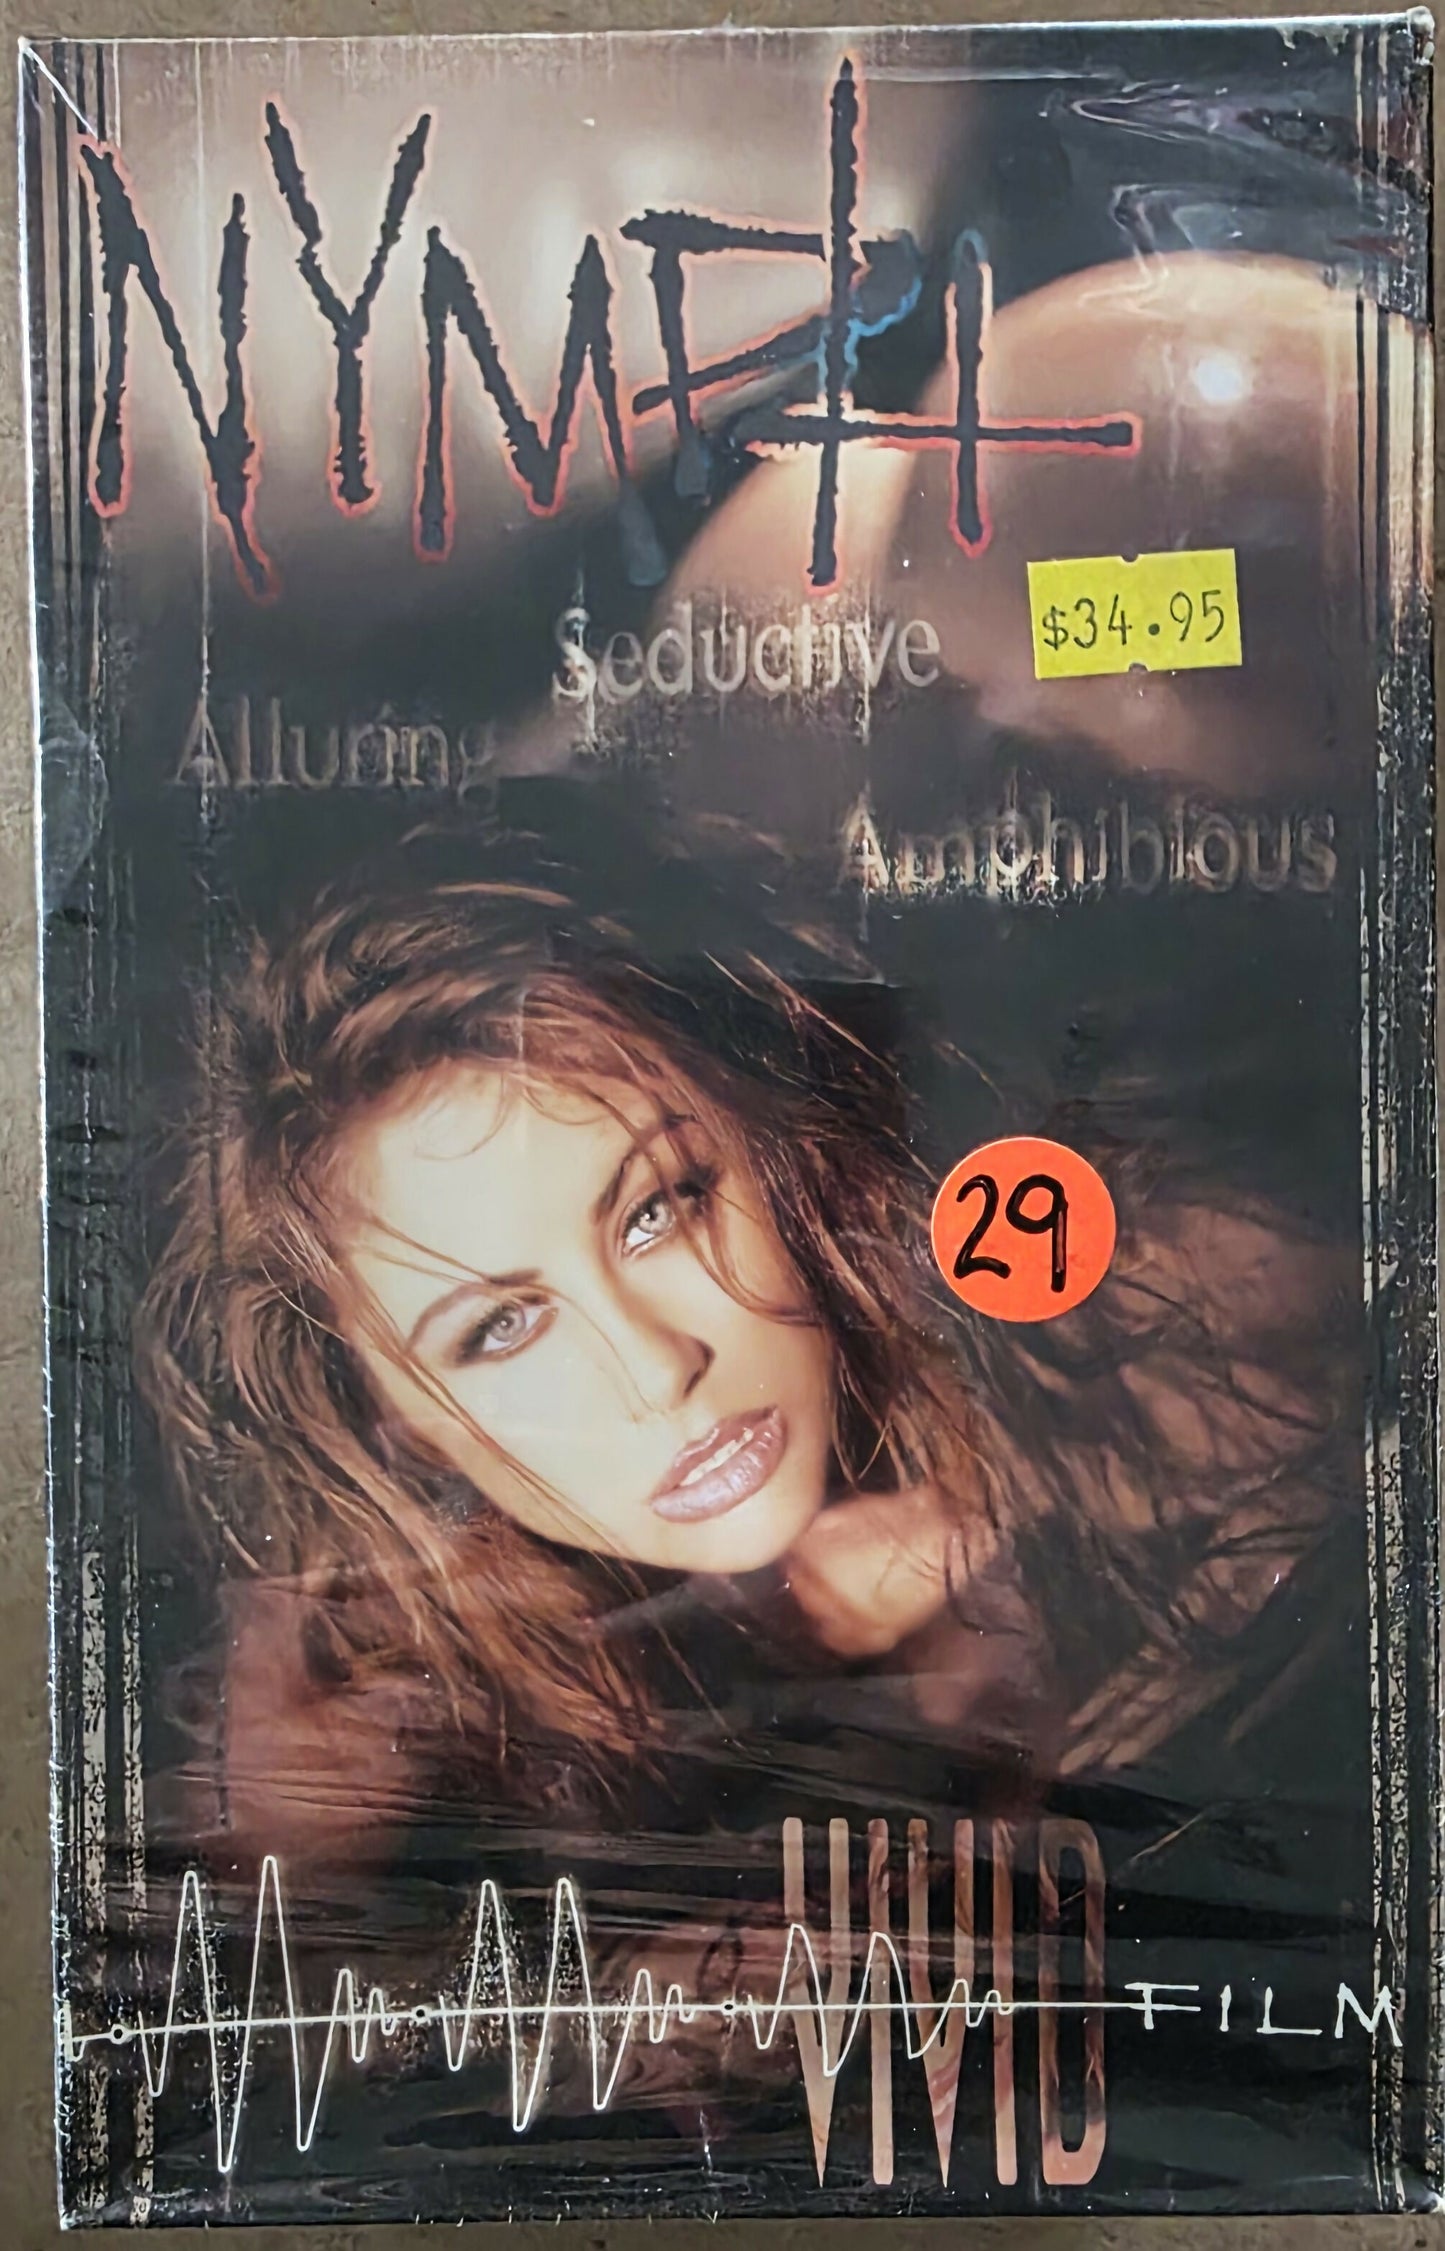 NYMPH
Seductive
$34.95
Alluring
Amphibious
29
VIVID
FILM